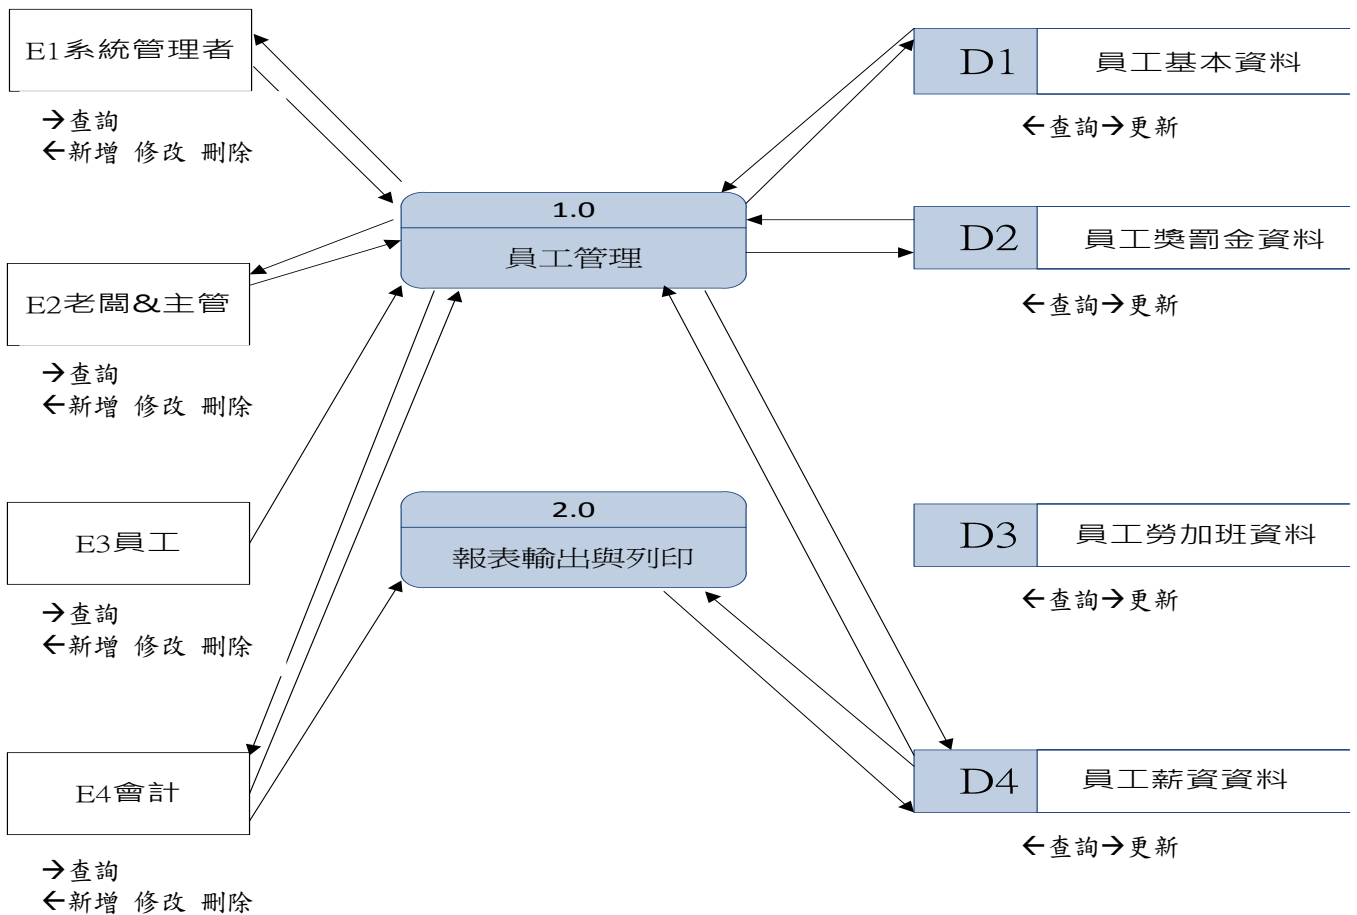 E1系統管理者
→查詢
←新增 修改 刪除
D1 員工基本資料
←查詢→更新
1.0
員工管理
D2 員工獎罰金資料
←查詢→更新
E2老闆&主管
→查詢
←新增 修改 刪除
E3員工
→查詢
←新增 修改 刪除
2.0
報表輸出與列印
D3 員工勞加班資料
←查詢→更新
E4會計
→查詢
←新增 修改 刪除
D4 員工薪資資料
←查詢→更新